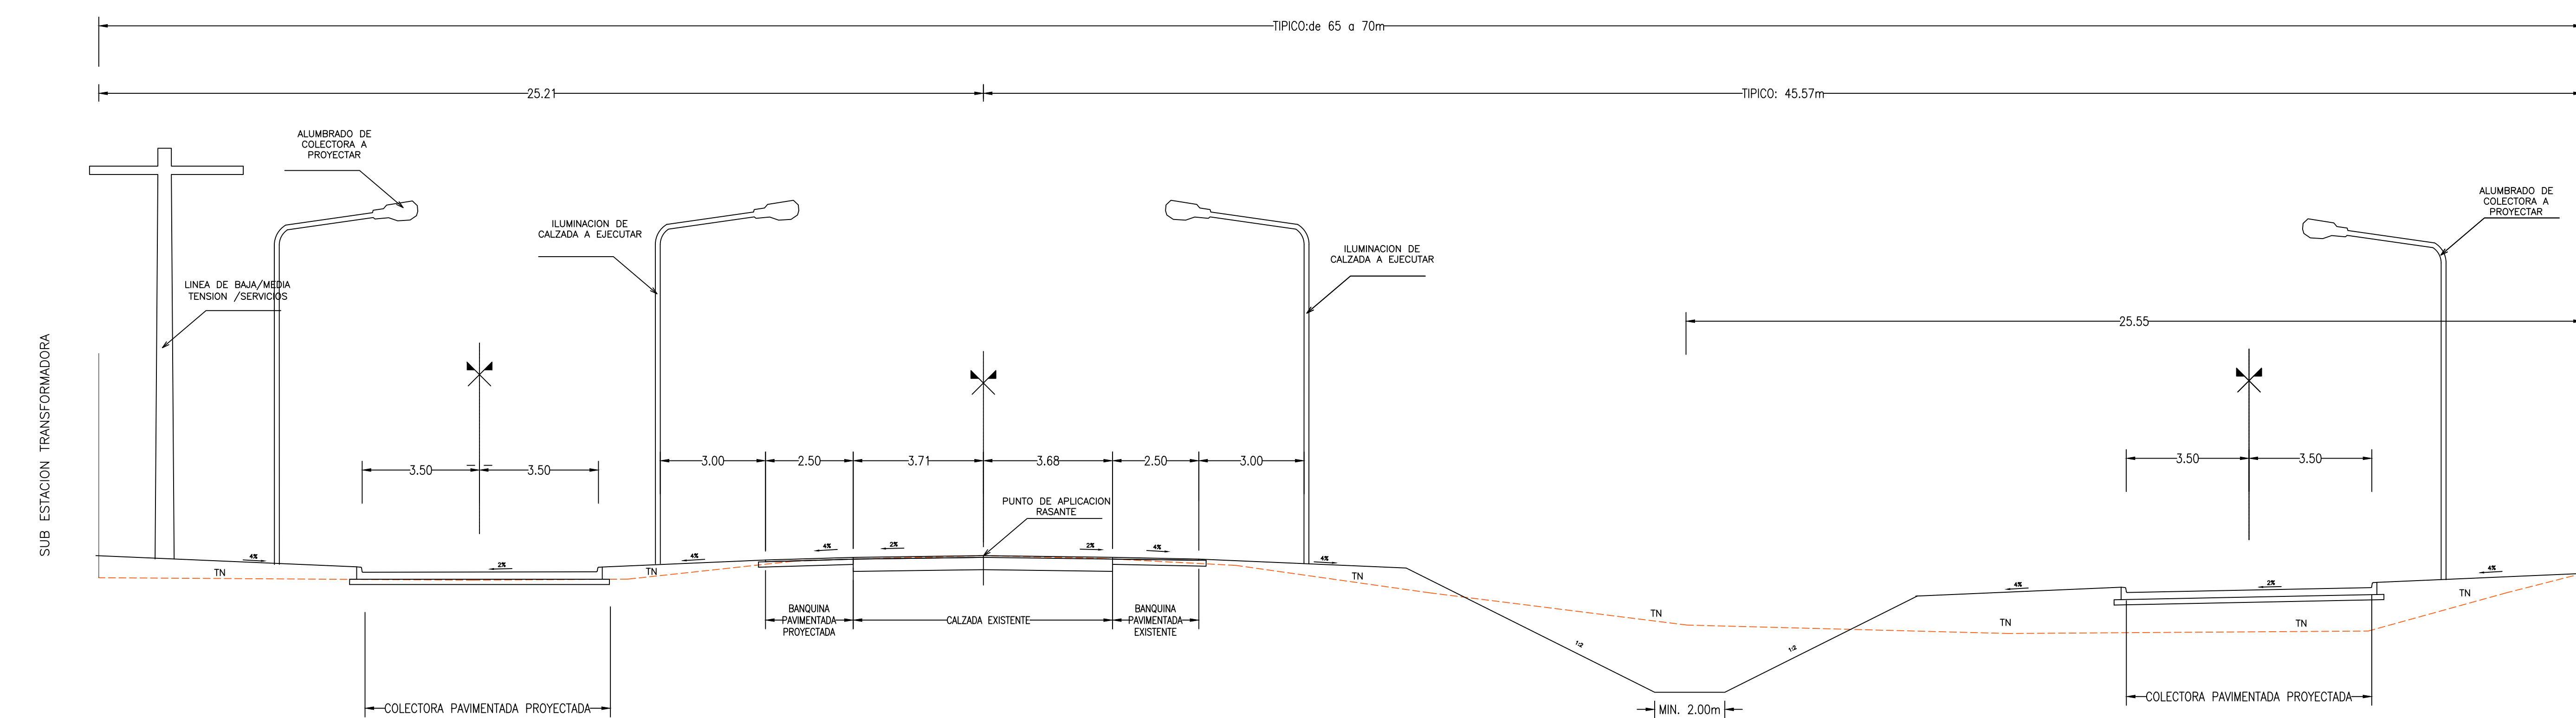 TIPICO:de 65 a 70m
25.21
TIPICO: 45.57m
ALUMBRADO DE
COLECTORA A
PROYECTAR
ILUMINACION DE
CALZADA A EJECUTAR
ILUMINACION DE
CALZADA A EJECUTAR
ALUMBRADO DE
COLECTORA A
PROYECTAR
LINEA DE BAJA/MEDIA
TENSION /SERVICIOS
SUB ESTACION TRANSFORMADORA
25.55
3.50
3.50
3.00
2.50
3.71
3.68
2.50
3.00
3.50
3.50
PUNTO DE APLICACION
RASANTE
4%
2%
4%
4%
2%
2%
4%
4%
4%
2%
4%
TN
TN
TN
TN
TN
TN
TN
1:2
1:2
BANQUINA
PAVIMENTADA
PROYECTADA
CALZADA EXISTENTE
BANQUINA
PAVIMENTADA
EXISTENTE
COLECTORA PAVIMENTADA PROYECTADA
MIN. 2.00m
COLECTORA PAVIMENTADA PROYECTADA